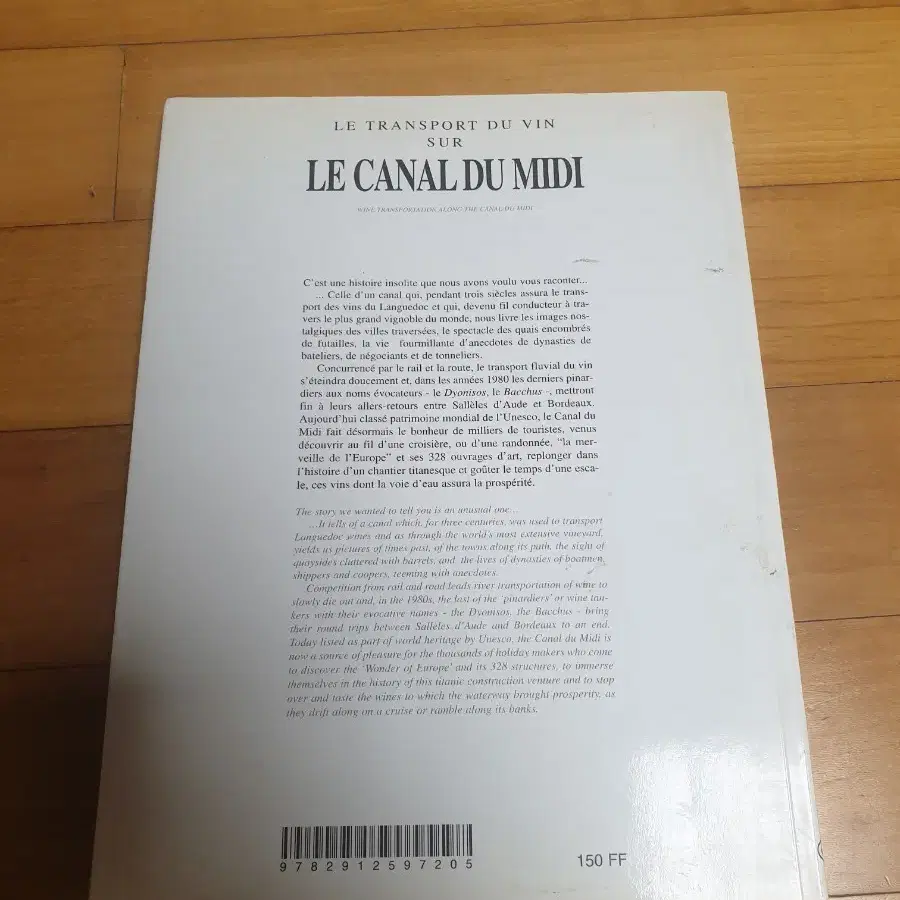 LE TRANSPORT DU VIN
SUR
LE CANAL DU MIDI
WINE TRANSPORTATION ALONG THE CANAL DU MIDI
C'est une histoire insolite que nous avons voulu vous raconter...
... Celle d'un canal qui, pendant trois siècles assura le trans-
port des vins du Languedoc et qui, devenu fil conducteur à tra-
vers le plus grand vignoble du monde, nous livre les images nos-
talgiques des villes traversées, le spectacle des quais encombrés
de futailles, la vie fourmillante d'anecdotes de dynasties de
bateliers, de négociants et de tonneliers.
Concurrencé par le rail et la route, le transport fluvial du vin
s'éteindra doucement et, dans les années 1980 les derniers pinar-
diers aux noms évocateurs - le Dyonisos, le Bacchus -, mettront
fin à leurs allers-retours entre Sallèles d'Aude et Bordeaux.
Aujourd'hui classé patrimoine mondial de l'Unesco, le Canal du
Midi fait désormais le bonheur de milliers de touristes, venus
découvrir au fil d'une croisière, ou d'une randonnée, "la mer-
veille de l'Europe" et ses 328 ouvrages d'art, replonger dans
l'histoire d'un chantier titanesque et goûter le temps d'une esca-
le, ces vins dont la voie d'eau assura la prospérité.
The story we wanted to tell you is an unusual one...
...It tells of a canal which, for three centuries, was used to transport
Languedoc wines and as through the world's most extensive vineyard,
yields us pictures of times past, of the towns along its path, the sight of
quaysides cluttered with barrels, and the lives of dynasties of boatmen,
shippers and coopers, teeming with anecdotes.
Competition from rail and road leads river transportation of wine to
slowly die out and, in the 1980s, the last of the 'pinardiers' or wine tan-
kers with their evocative names - the Dyonisos, the Bacchus - bring
their round trips between Sallèles d'Aude and Bordeaux to an end.
Today listed as part of world heritage by Unesco, the Canal du Midi is
now a source of pleasure for the thousands of holiday makers who come
to discover the 'Wonder of Europe' and its 328 structures, to immerse
themselves in the history of this titanic construction venture and to stop
over and taste the wines to which the waterway brought prosperity, as
they drift along on a cruise or ramble along its banks.
9782912597205
150 FF